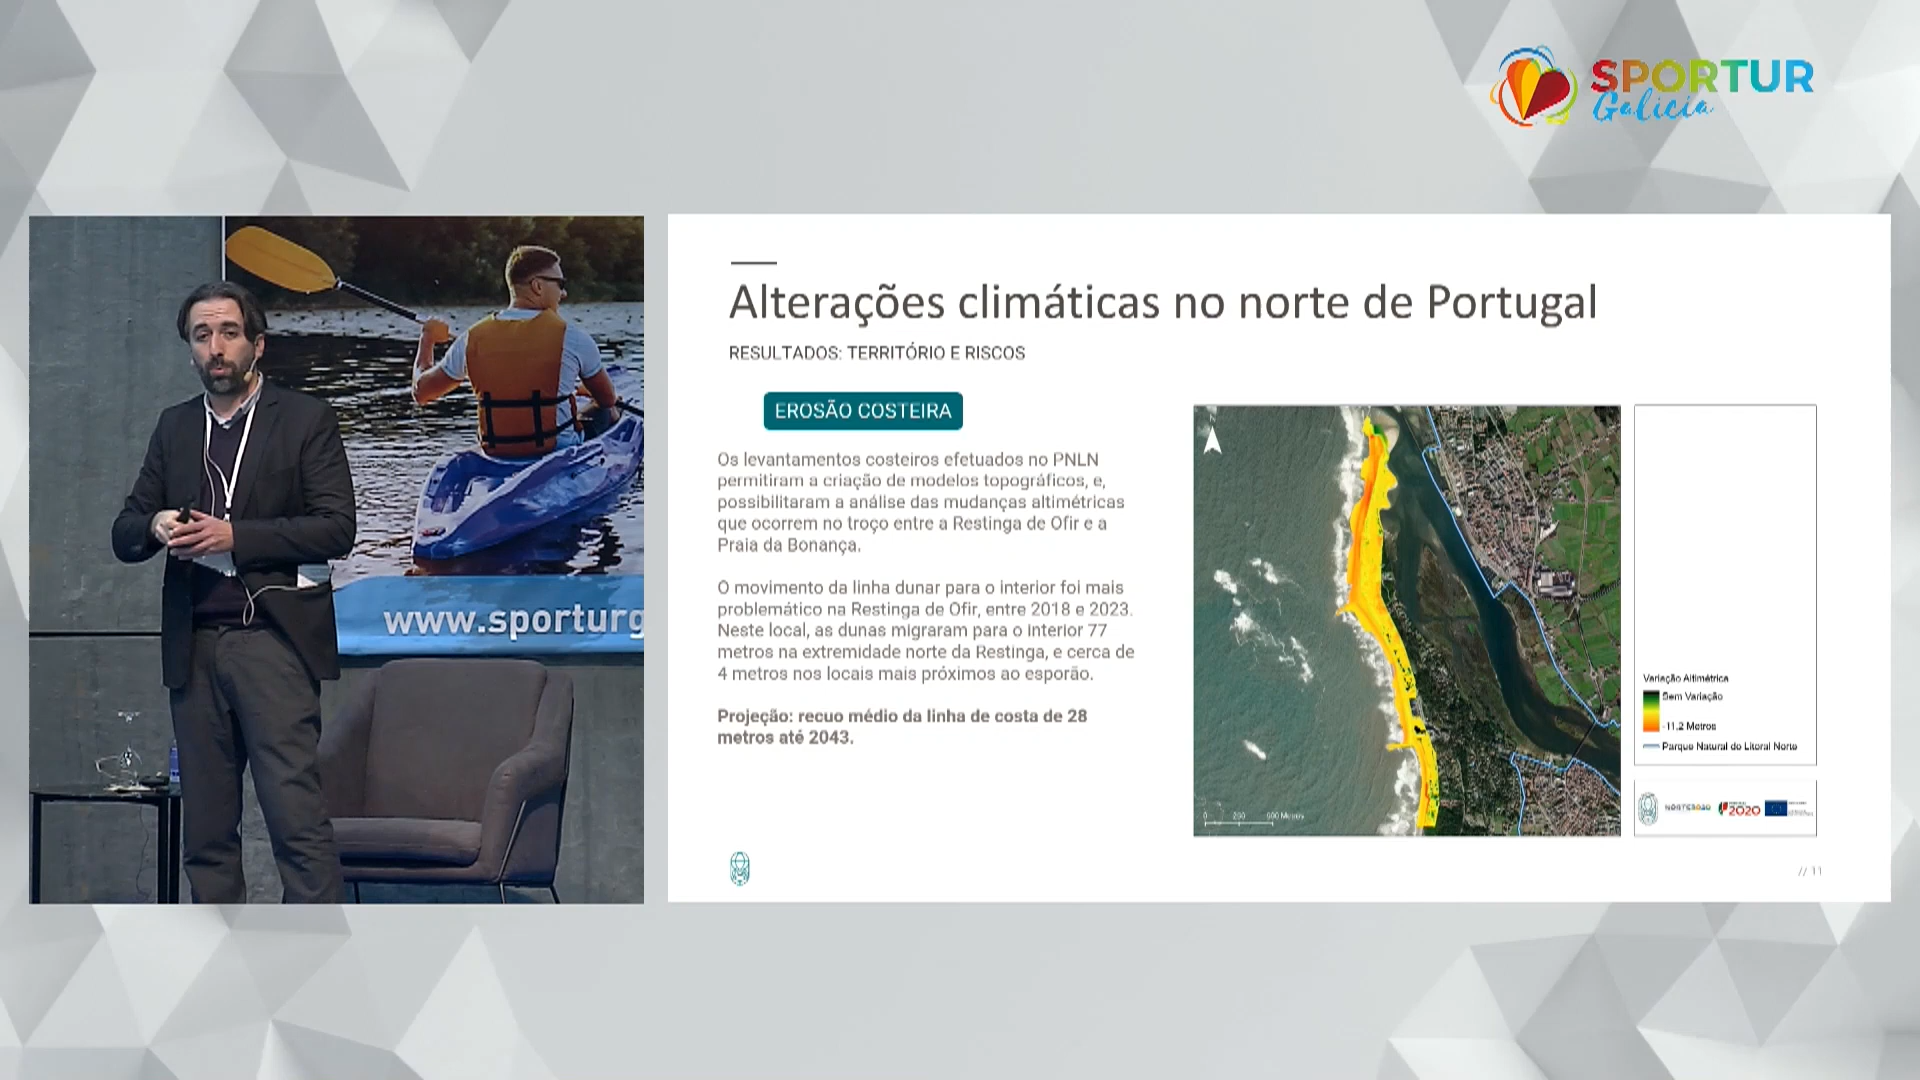 SPORTUR
Galicia
www.sporturg
Alterações climáticas no norte de Portugal
RESULTADOS: TERRITÓRIO E RISCOS
EROSÃO COSTEIRA
Os levantamentos costeiros efetuados no PNLN
permitiram a criação de modelos topográficos, e,
possibilitaram a análise das mudanças altimétricas
que ocorrem no troço entre a Restinga de Ofir e a
Praia da Bonança.
O movimento da linha dunar para o interior foi mais
problemático na Restinga de Ofir, entre 2018 e 2023.
Neste local, as dunas migraram para o interior 77
metros na extremidade norte da Restinga, e cerca de
4 metros nos locais mais próximos ao esporão.
Projeção: recuo médio da linha de costa de 28
metros até 2043.
Variação Altimétrica
Sem Variação
-11.2 Metros
Parque Natural do Litoral Norte
NORTE2020
2020
// 11